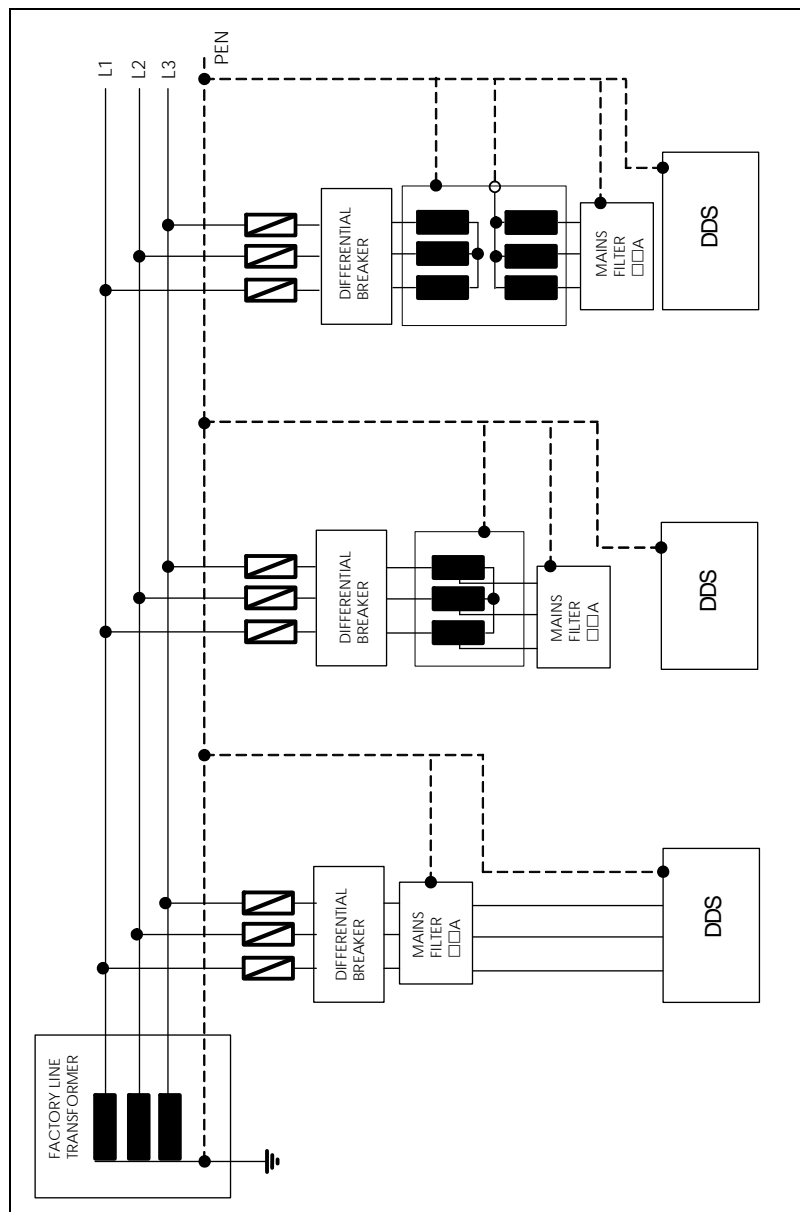 L1
L2
L3
PEN
FACTORY LINE
TRANSFORMER
DIFFERENTIAL
BREAKER
MAINS
FILTER
□□A
DDS
DIFFERENTIAL
BREAKER
MAINS
FILTER
□□A
DDS
DIFFERENTIAL
BREAKER
MAINS
FILTER
□□A
DDS